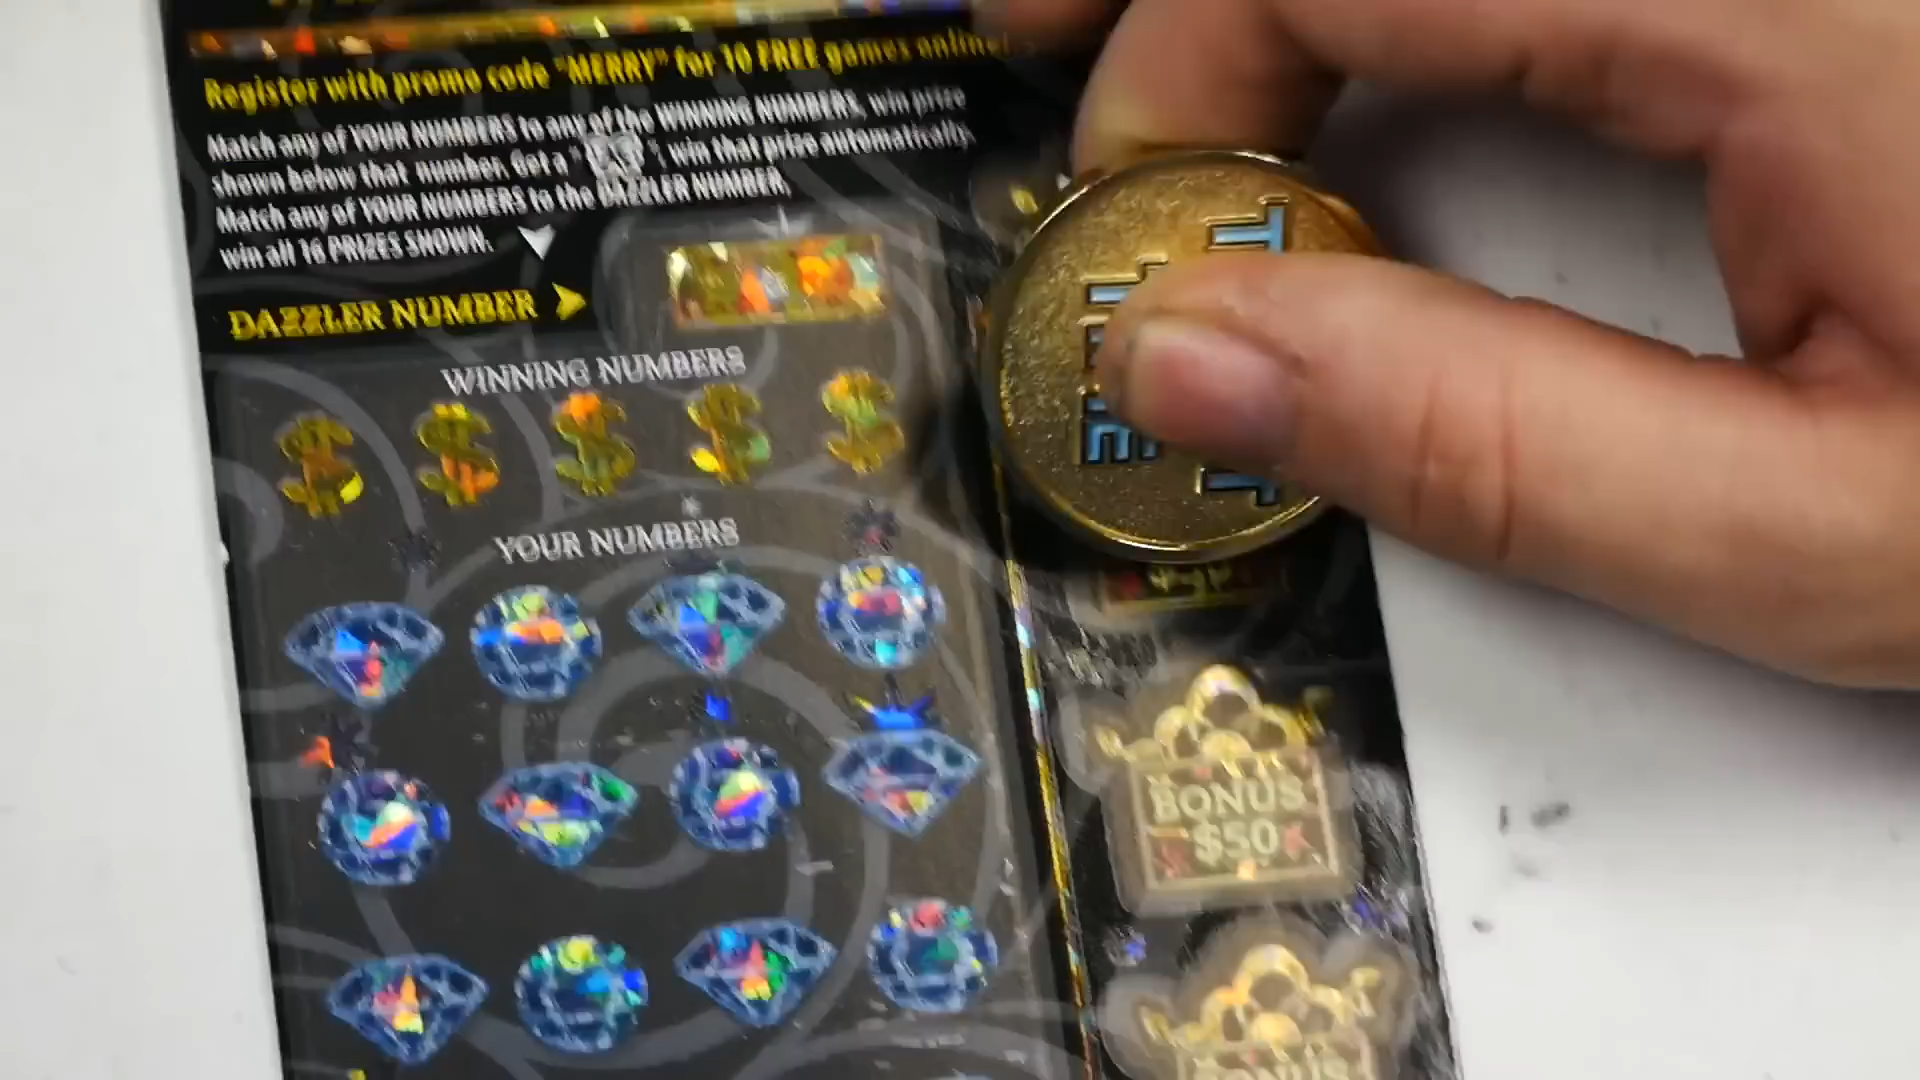 Register with promo code "MERRY" for 10 FREE games online!
Match any of YOUR NUMBERS to any of the WINNING NUMBERS, win prize
shown below that number. Get a " ", win that prize automatically.
Match any of YOUR NUMBERS to the DAZZLER NUMBER,
win all 16 PRIZES SHOWN.
DAZZLER NUMBER
WINNING NUMBERS
$ $ $ $ $
YOUR NUMBERS
BONUS
$50
BONUS